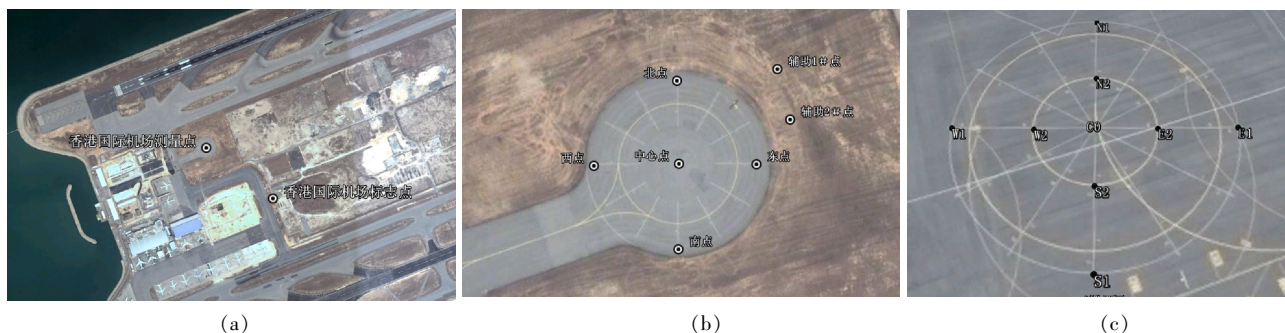 香港国际机场测量点
香港国际机场标志点
(a)
北点
辅助1#点
辅助2#点
西点
中心点
东点
南点
(b)
N1
N2
W1
W2
C0
E2
E1
S2
S1
(c)